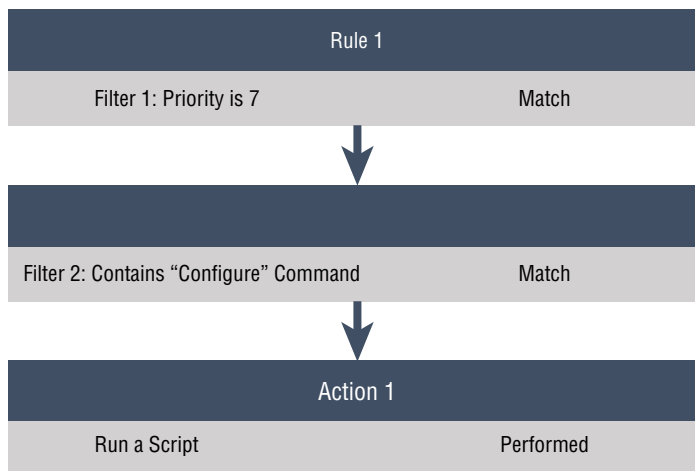 Rule 1
Filter 1: Priority is 7 Match
Filter 2: Contains “Configure” Command Match
Action 1
Run a Script Performed